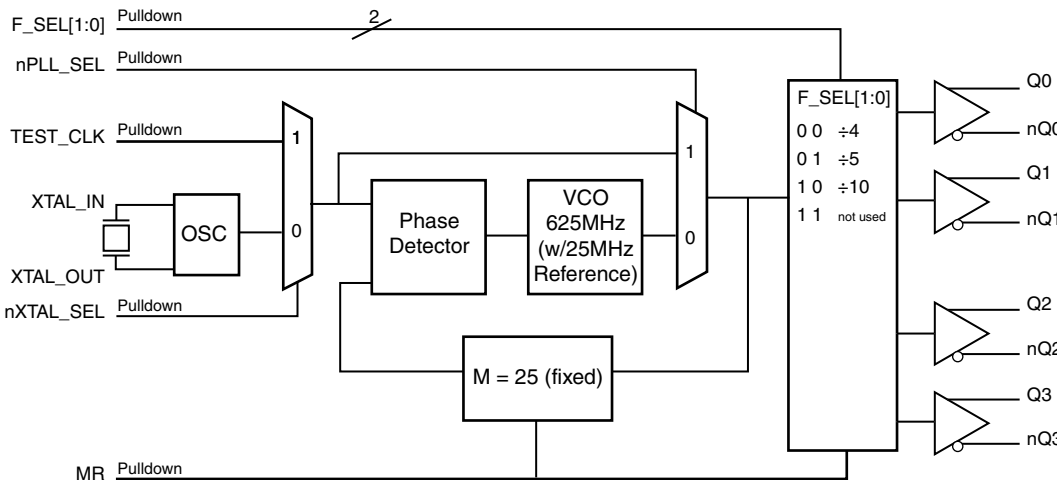 F_SEL[1:0] Pulldown 2
nPLL_SEL Pulldown
TEST_CLK Pulldown
XTAL_IN
XTAL_OUT
nXTAL_SEL Pulldown
OSC
1
0
Phase
Detector
VCO
625MHz
(w/25MHz
Reference)
1
0
M = 25 (fixed)
MR Pulldown
F_SEL[1:0]
0 0 ÷4
0 1 ÷5
1 0 ÷10
1 1 not used
Q0
nQ0
Q1
nQ1
Q2
nQ2
Q3
nQ3